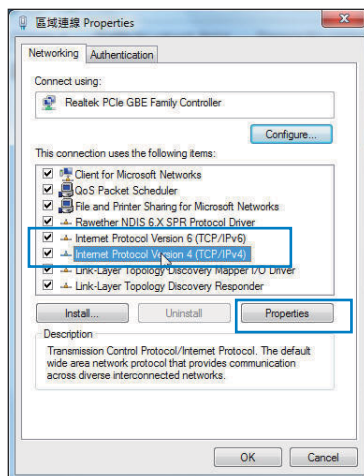 區域連線 Properties
Networking
Authentication
Connect using:
Realtek PCIe GBE Family Controller
Configure...
This connection uses the following items:
Client for Microsoft Networks
QoS Packet Scheduler
File and Printer Sharing for Microsoft Networks
Rawether NDIS 6.X SPR Protocol Driver
Internet Protocol Version 6 (TCP/IPv6)
Internet Protocol Version 4 (TCP/IPv4)
Link-Layer Topology Discovery Mapper I/O Driver
Link-Layer Topology Discovery Responder
Install...
Uninstall
Properties
Description
Transmission Control Protocol/Internet Protocol. The default
wide area network protocol that provides communication
across diverse interconnected networks.
OK
Cancel